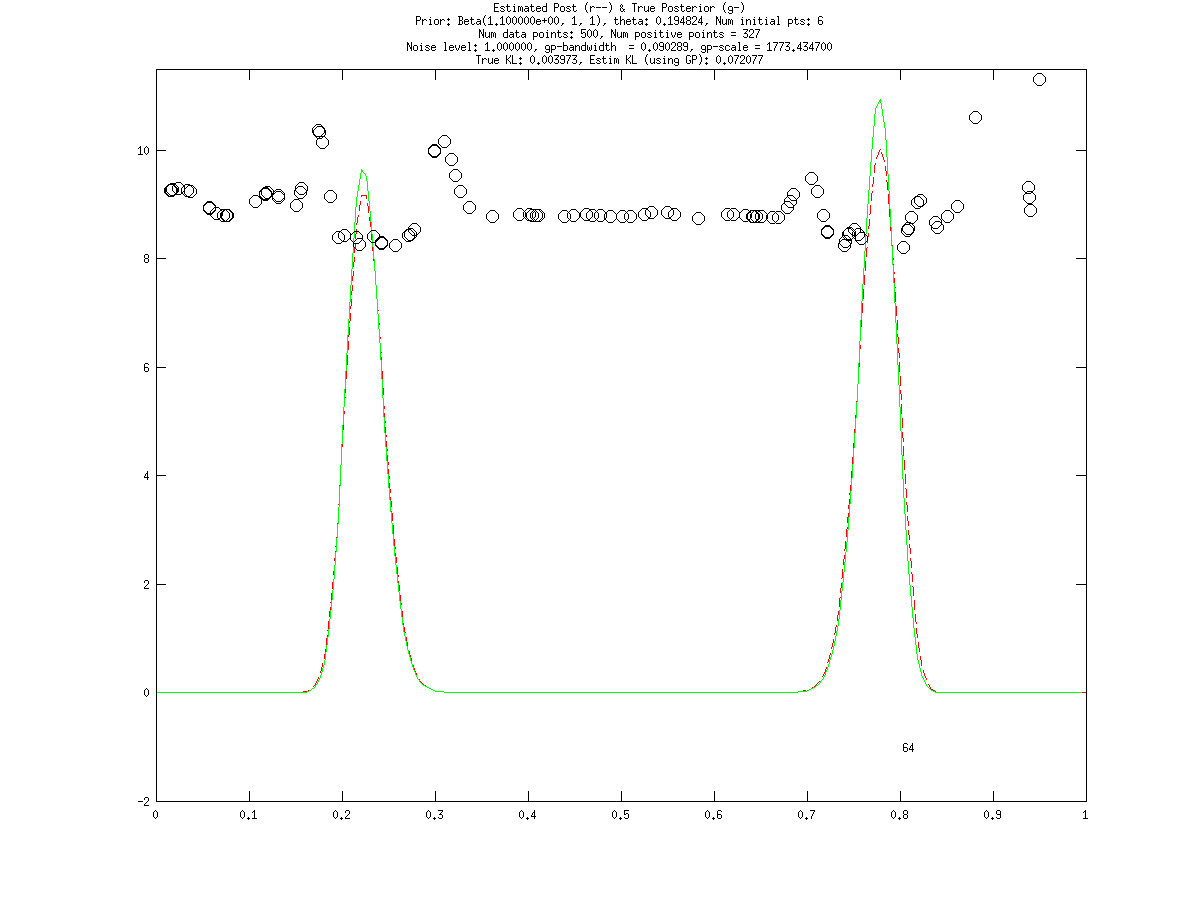 Estimated Post (r--) & True Posterior (g-)
Prior: Beta(1.100000e+00, 1, 1), theta: 0.194824, Num initial pts: 6
Num data points: 500, Num positive points = 327
Noise level: 1.000000, gp-bandwidth  = 0.090289, gp-scale = 1773.434700
True KL: 0.003973, Estim KL (using GP): 0.072077
10
8
6
4
2
0
64
-2
0 0.1 0.2 0.3 0.4 0.5 0.6 0.7 0.8 0.9 1